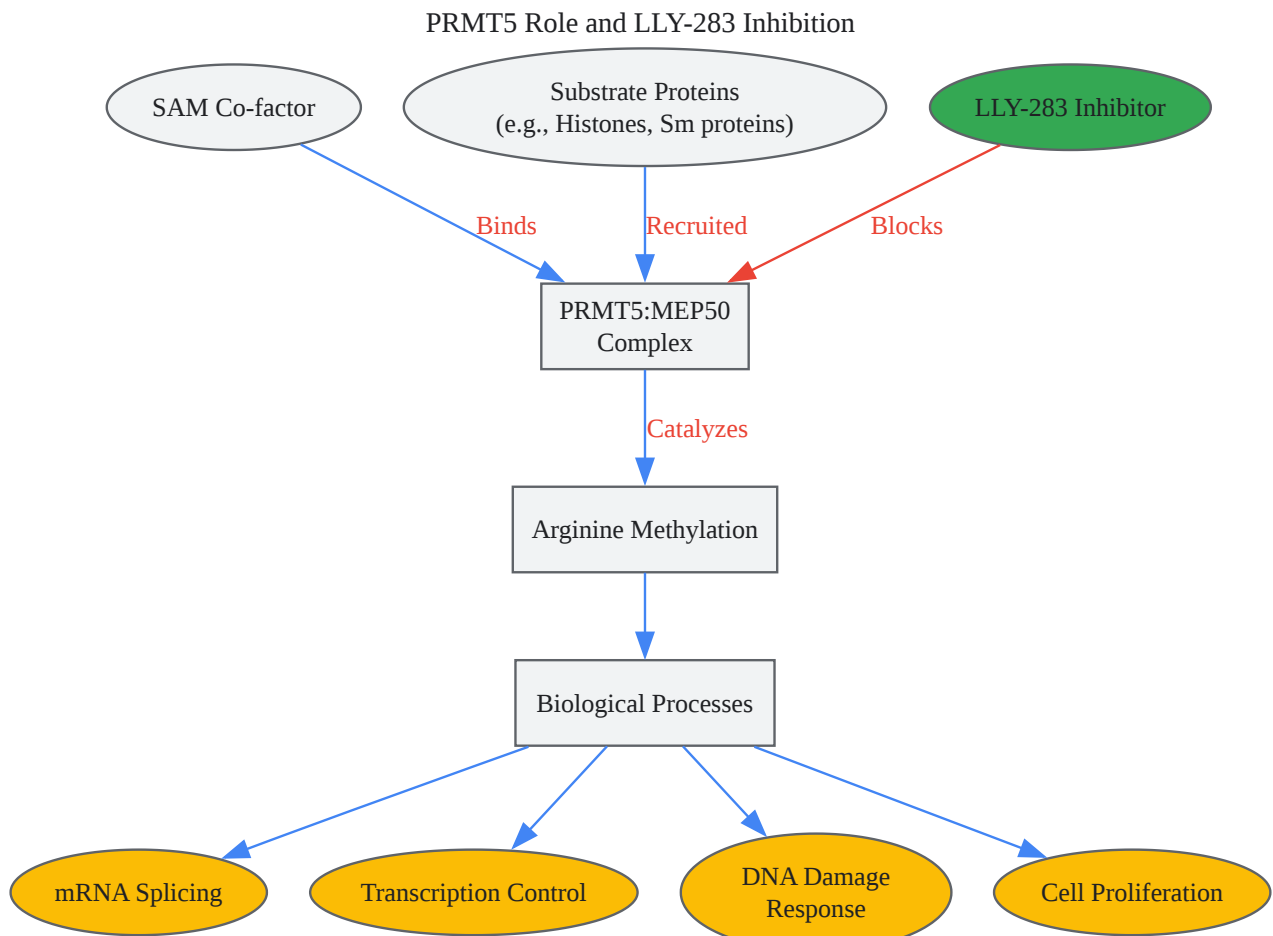 PRMT5 Role and LLY-283 Inhibition
SAM Co-factor
Substrate Proteins
(e.g., Histones, Sm proteins)
LLY-283 Inhibitor
Binds
Recruited
Blocks
PRMT5:MEP50
Complex
Catalyzes
Arginine Methylation
Biological Processes
mRNA Splicing
Transcription Control
DNA Damage
Response
Cell Proliferation